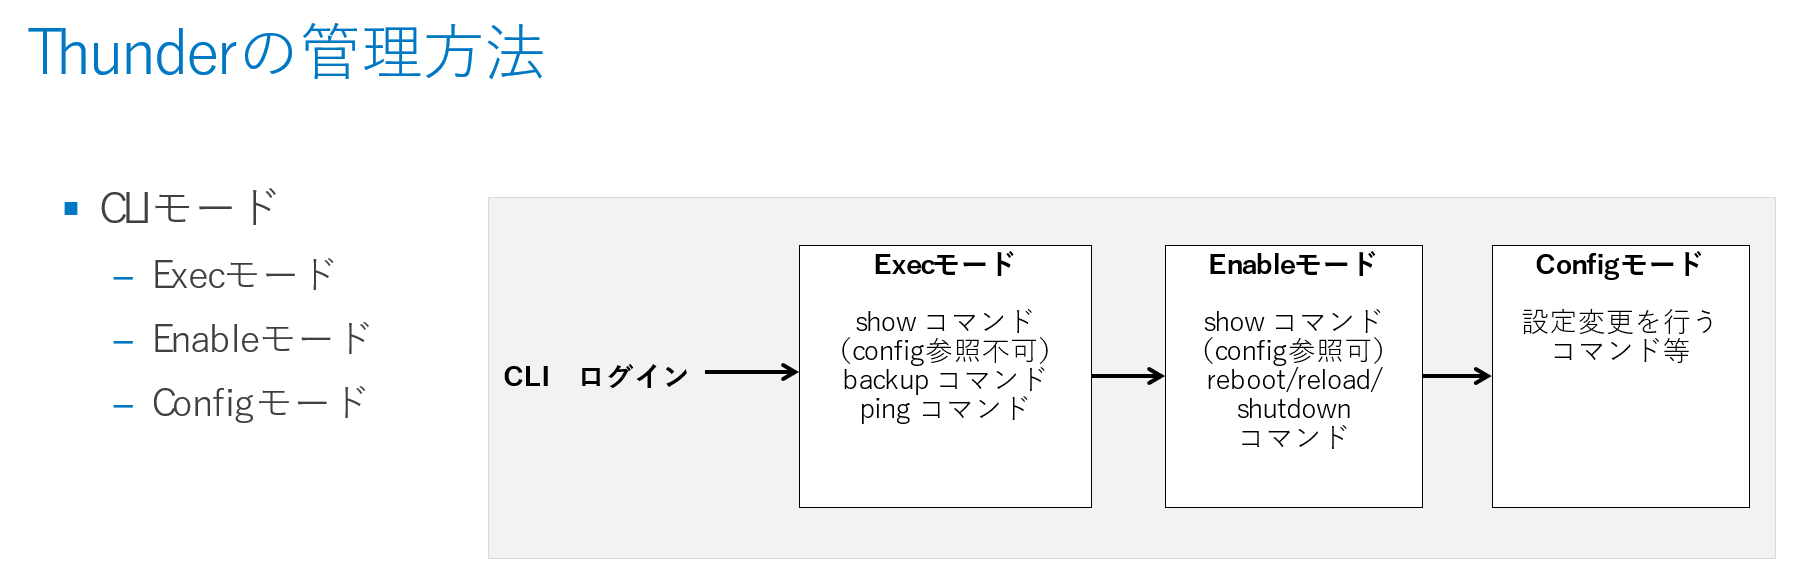 Thunderの管理方法
▪ CLIモード
– Execモード
– Enableモード
– Configモード
CLI　ログイン
Execモード
show コマンド
(config参照不可)
backup コマンド
ping コマンド
Enableモード
show コマンド
(config参照可)
reboot/reload/
shutdown
コマンド
Configモード
設定変更を行う
コマンド等